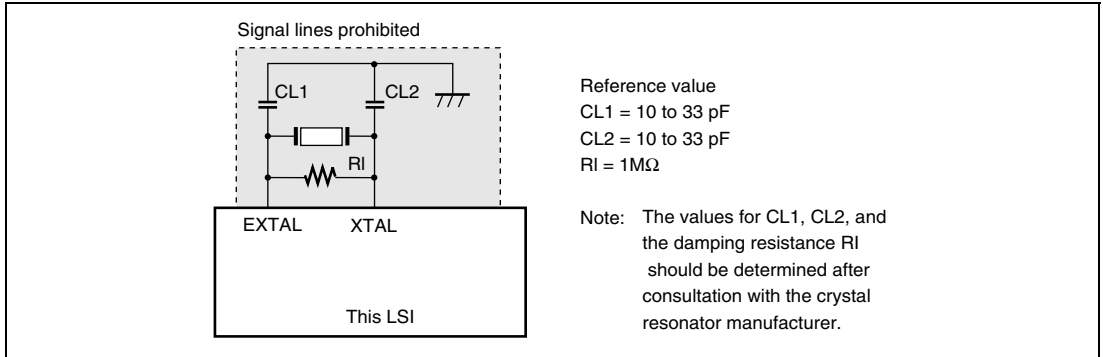 Signal lines prohibited
CL1
CL2
RI
EXTAL
XTAL
This LSI
Reference value
CL1 = 10 to 33 pF
CL2 = 10 to 33 pF
RI = 1MΩ
Note: The values for CL1, CL2, and
the damping resistance RI
should be determined after
consultation with the crystal
resonator manufacturer.